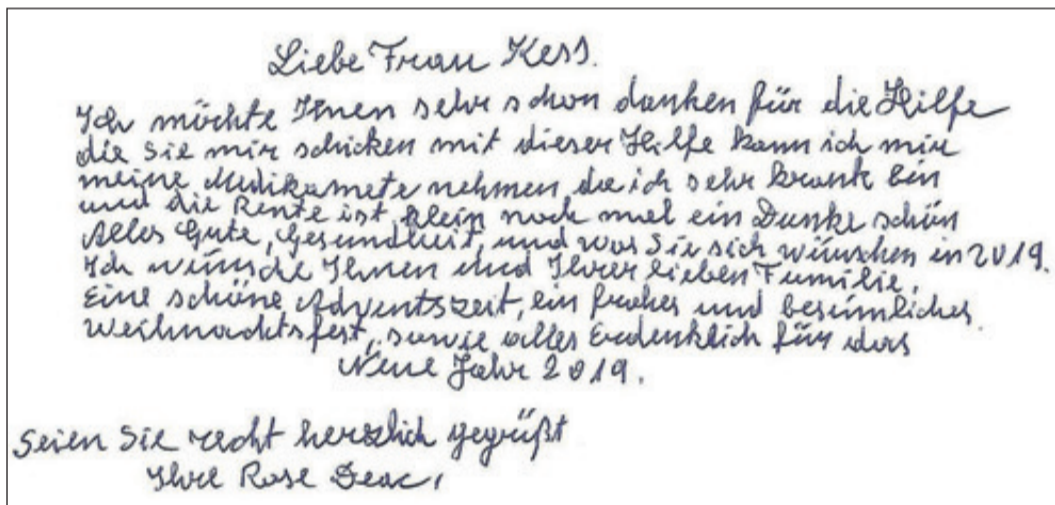 Liebe Frau Kess.
Ich möchte Ihnen sehr schon danken für die Hilfe
die Sie mir schicken mit dieser Hilfe kann ich mir
meine Medikamete nehmen da ich sehr krank bin
und die Rente ist klein noch mal ein Danke schön
Alles Gute, Gesundheit, und was Sie sich wünschen in 2019.
Ich wünsche Ihnen und Ihrer lieben Familie.
Eine schöne Adventszeit, ein frohes und besinnliches
Weihnachtsfest, sowie alles Erdenklich für das
Neue Jahr 2019.
Seien Sie recht herzlich gegrüßt
Ihre Rose Deac